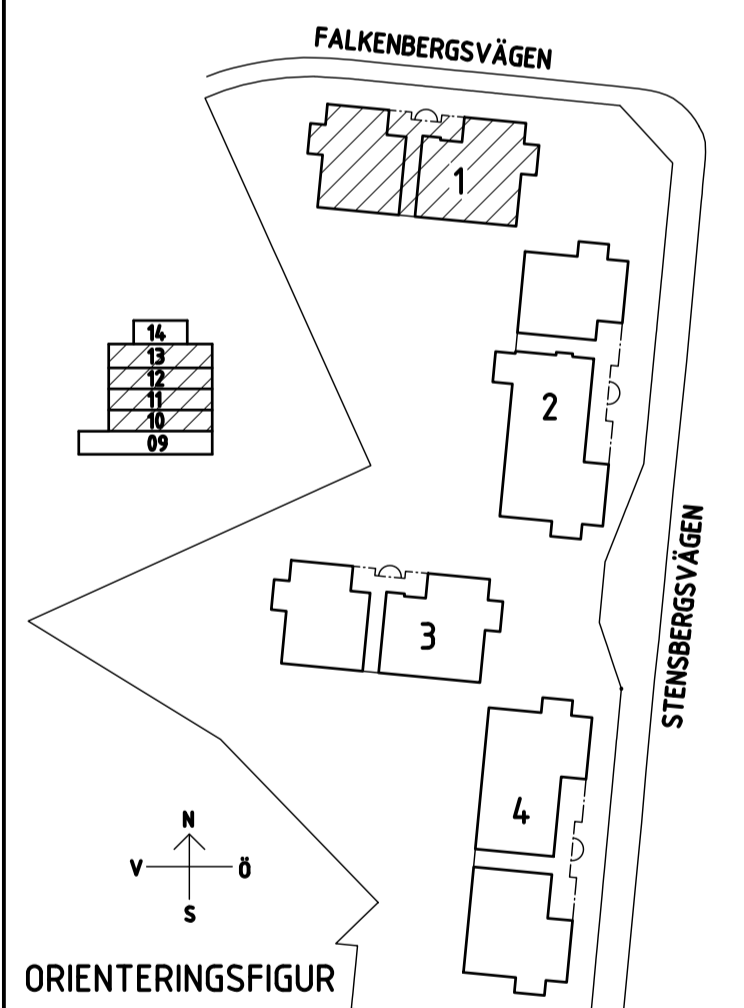 FALKENBERGSVÄGEN
1
14
13
12
11
10
09
2
STENSBERGSVÄGEN
3
4
N
V Ö
S
ORIENTERINGSFIGUR